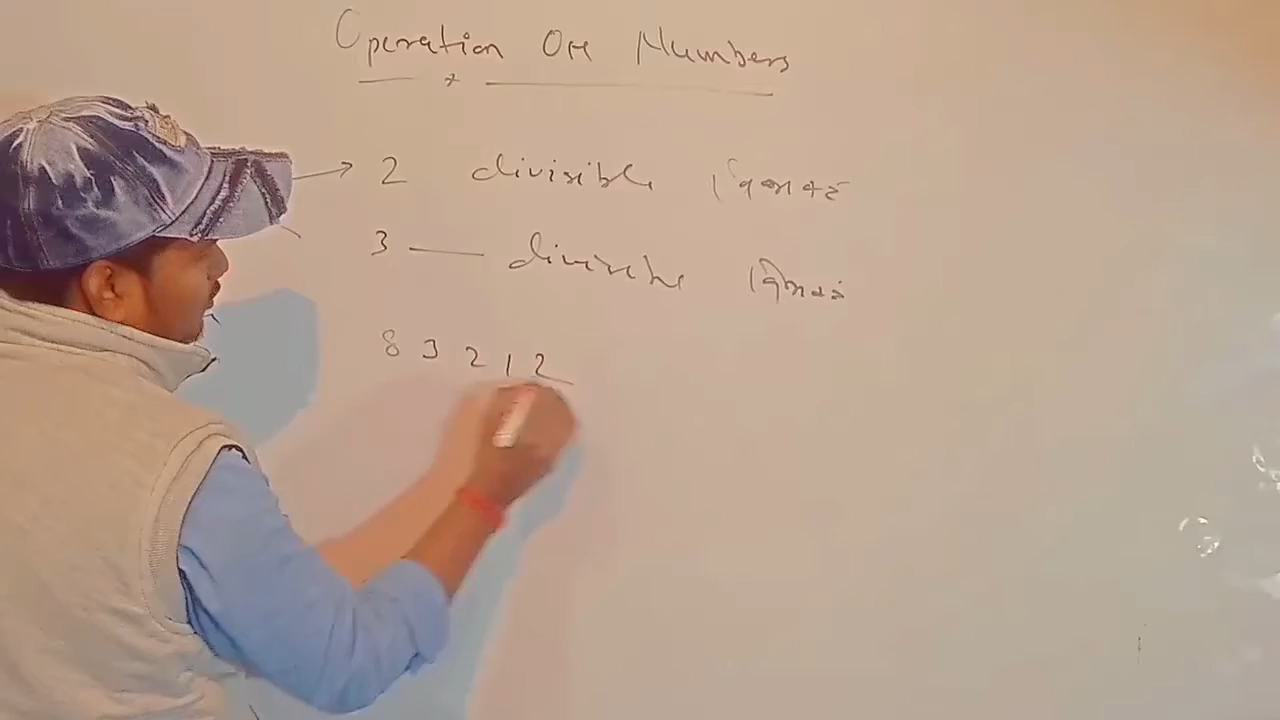 Operation On Numbers
→ 2 divisible
3 — divisible
8 3 2 1 2